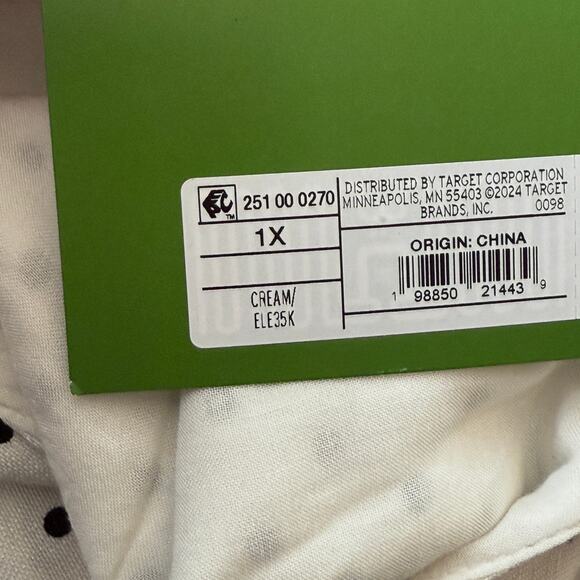 251 00 0270
1X
CREAM/
ELE35K
DISTRIBUTED BY TARGET CORPORATION
MINNEAPOLIS, MN 55403 ©2024 TARGET
BRANDS, INC. 0098
ORIGIN: CHINA
1 98850 21443 9